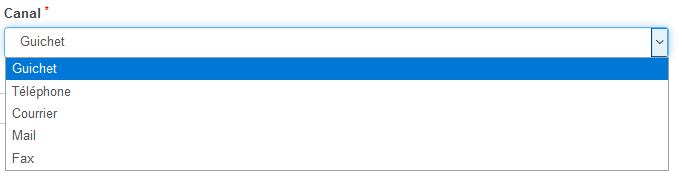 Canal *
Guichet
Guichet
Téléphone
Courrier
Mail
Fax